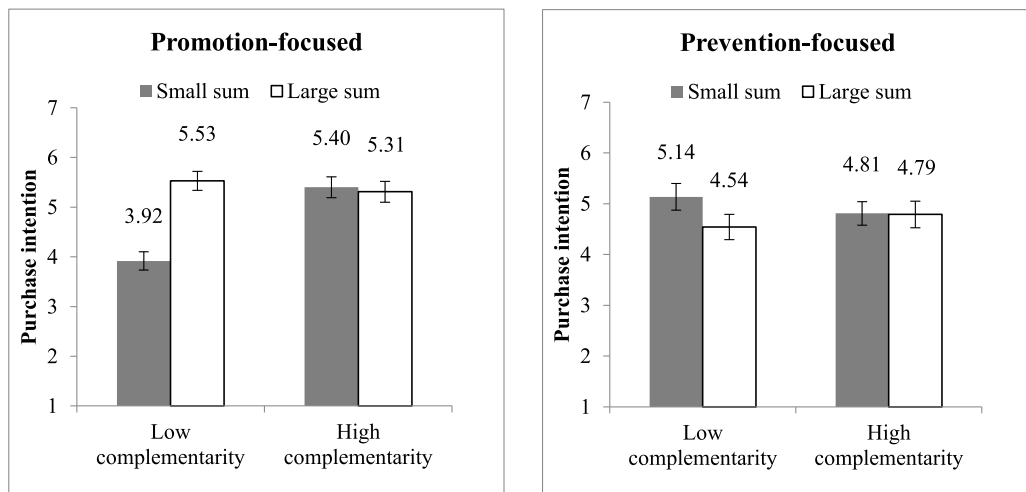 Promotion-focused
Small sum Large sum
7
6
5
4
3
2
1
Purchase intention
3.92
5.53
5.40
5.31
Low complementarity
High complementarity
Prevention-focused
Small sum Large sum
7
6
5
4
3
2
1
Purchase intention
5.14
4.54
4.81
4.79
Low complementarity
High complementarity